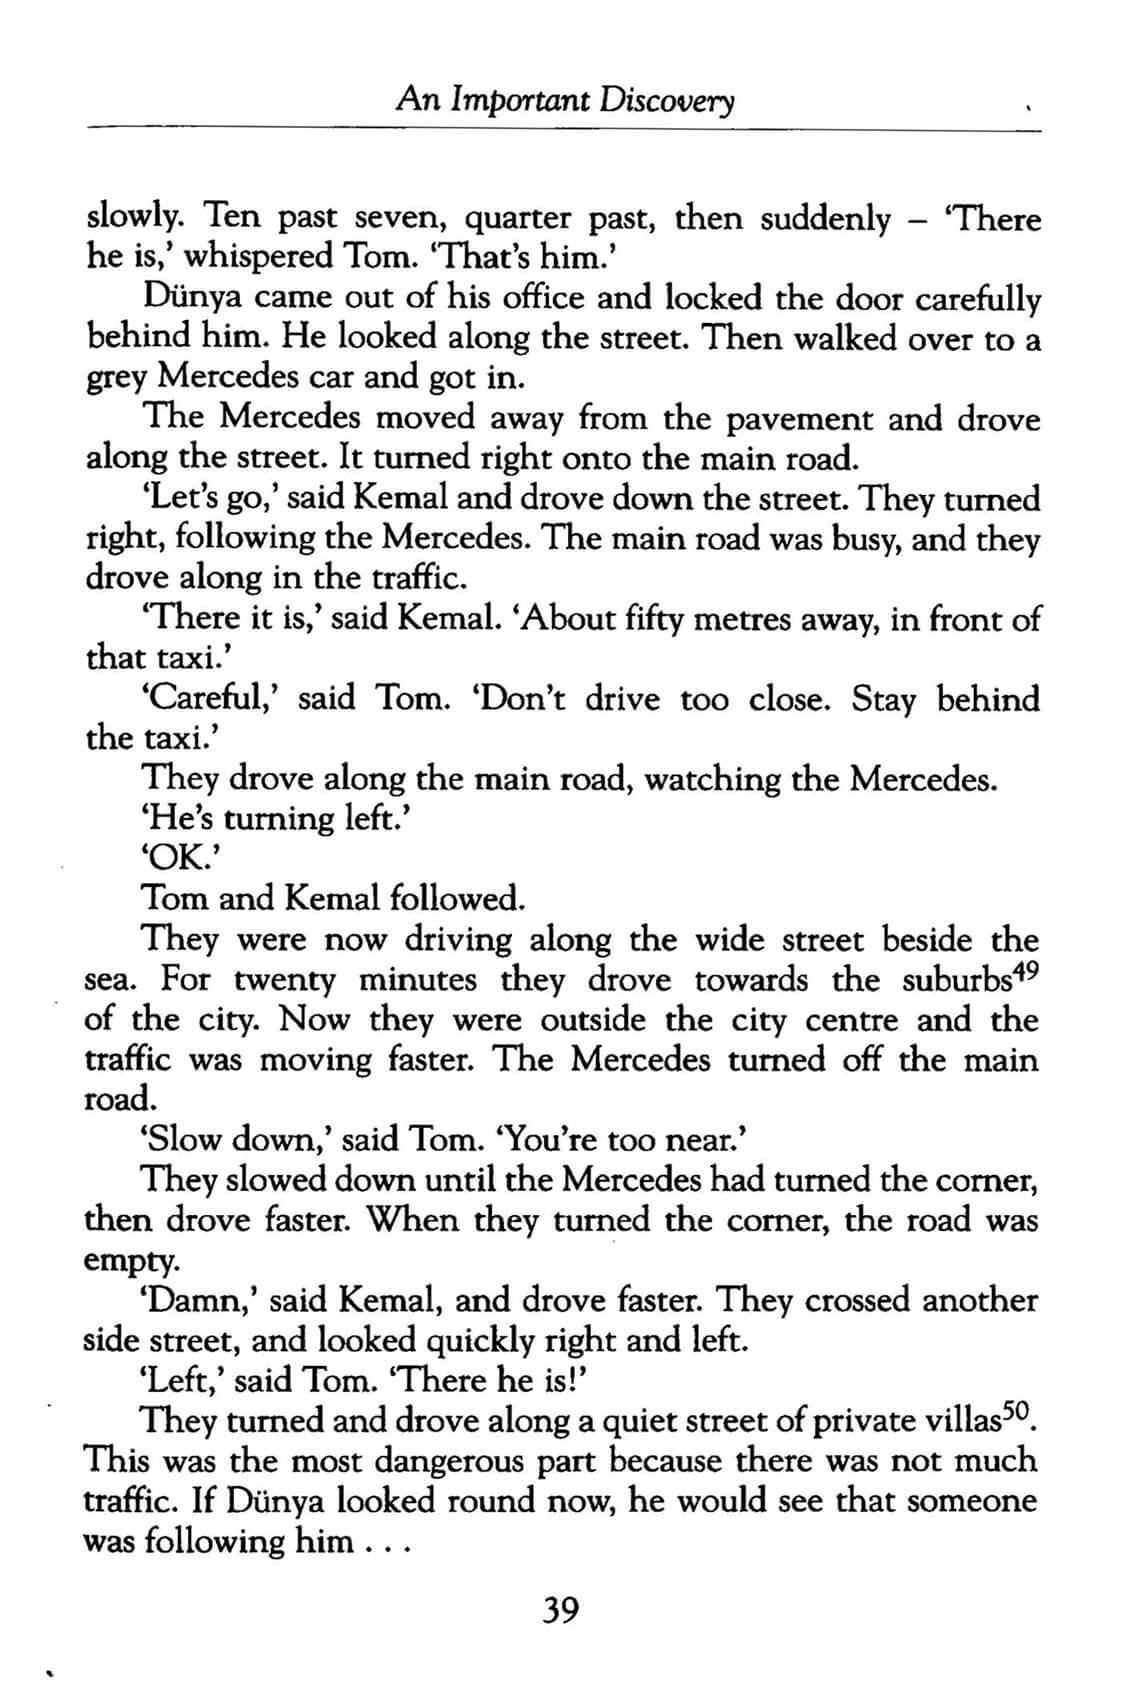 An Important Discovery
slowly. Ten past seven, quarter past, then suddenly – ‘There
he is,’ whispered Tom. ‘That’s him.’
Dünya came out of his office and locked the door carefully
behind him. He looked along the street. Then walked over to a
grey Mercedes car and got in.
The Mercedes moved away from the pavement and drove
along the street. It turned right onto the main road.
‘Let’s go,’ said Kemal and drove down the street. They turned
right, following the Mercedes. The main road was busy, and they
drove along in the traffic.
‘There it is,’ said Kemal. ‘About fifty metres away, in front of
that taxi.’
‘Careful,’ said Tom. ‘Don’t drive too close. Stay behind
the taxi.’
They drove along the main road, watching the Mercedes.
‘He’s turning left.’
‘OK.’
Tom and Kemal followed.
They were now driving along the wide street beside the
sea. For twenty minutes they drove towards the suburbs⁴⁹
of the city. Now they were outside the city centre and the
traffic was moving faster. The Mercedes turned off the main
road.
‘Slow down,’ said Tom. ‘You’re too near.’
They slowed down until the Mercedes had turned the corner,
then drove faster. When they turned the corner, the road was
empty.
‘Damn,’ said Kemal, and drove faster. They crossed another
side street, and looked quickly right and left.
‘Left,’ said Tom. ‘There he is!’
They turned and drove along a quiet street of private villas⁵⁰.
This was the most dangerous part because there was not much
traffic. If Dünya looked round now, he would see that someone
was following him . . .
39